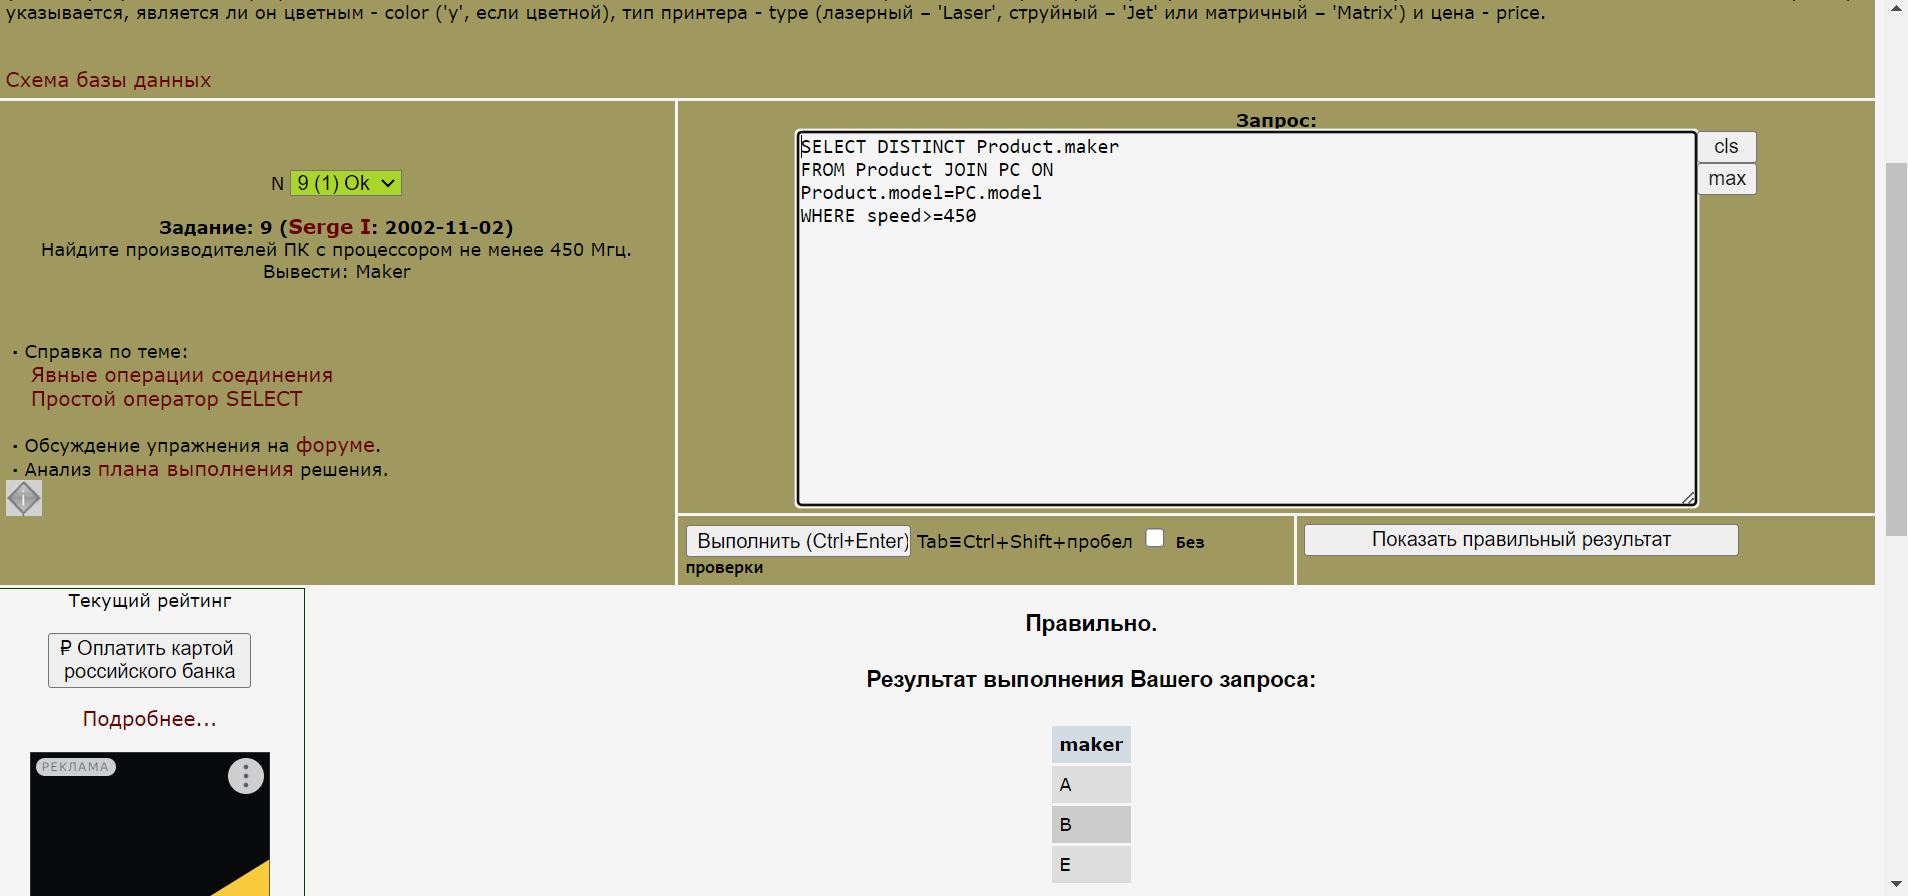 указывается, является ли он цветным - color ('y', если цветной), тип принтера - type (лазерный – 'Laser', струйный – 'Jet' или матричный – 'Matrix') и цена - price.
Схема базы данных
Запрос:
SELECT DISTINCT Product.maker
FROM Product JOIN PC ON
Product.model=PC.model
WHERE speed>=450
cls
max
N 9 (1) Ok
Задание: 9 (Serge I: 2002-11-02)
Найдите производителей ПК с процессором не менее 450 Мгц.
Вывести: Maker
· Справка по теме:
Явные операции соединения
Простой оператор SELECT
· Обсуждение упражнения на форуме.
· Анализ плана выполнения решения.
i
Выполнить (Ctrl+Enter) Tab≡Ctrl+Shift+пробел Без
проверки
Показать правильный результат
Текущий рейтинг
₽ Оплатить картой
российского банка
Подробнее...
РЕКЛАМА
Правильно.
Результат выполнения Вашего запроса:
maker
A
B
E